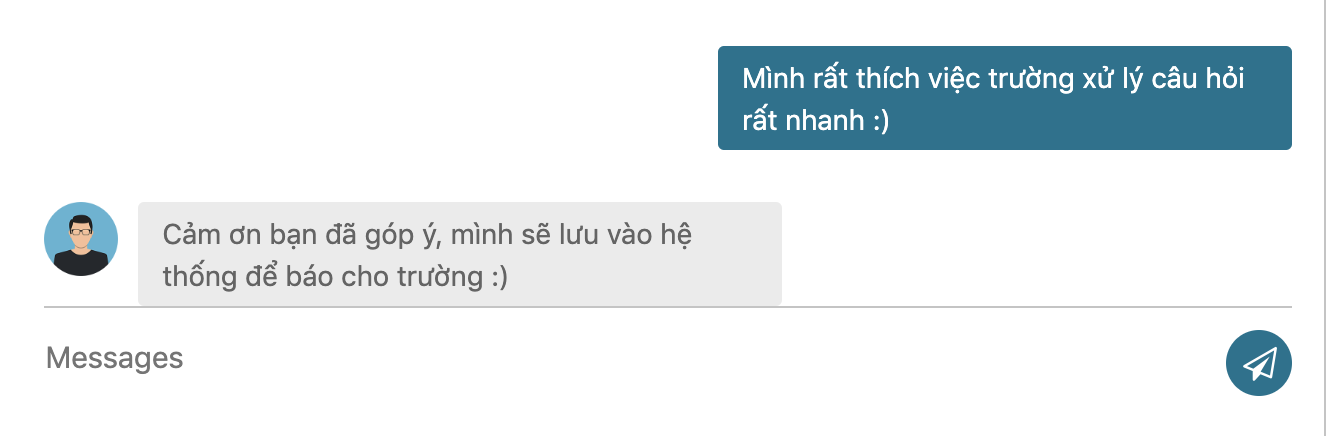 Mình rất thích việc trường xử lý câu hỏi
rất nhanh :)
Cảm ơn bạn đã góp ý, mình sẽ lưu vào hệ
thống để báo cho trường :)
Messages